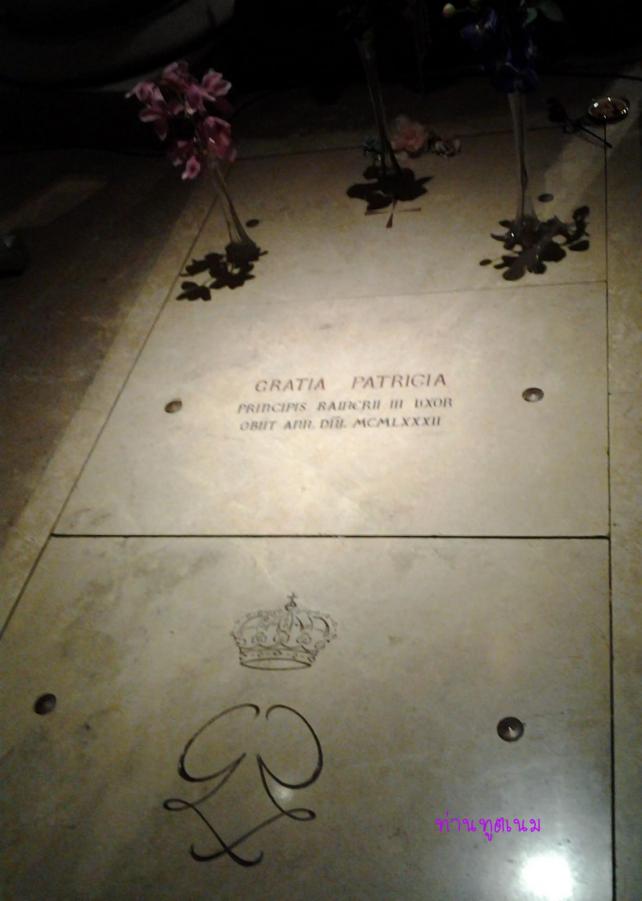 GRATIA PATRICIA
PRINCIPIS RAINERII III UXOR
OBIIT ANN. DNI. MCMLXXXII
ท่านทูตเนม